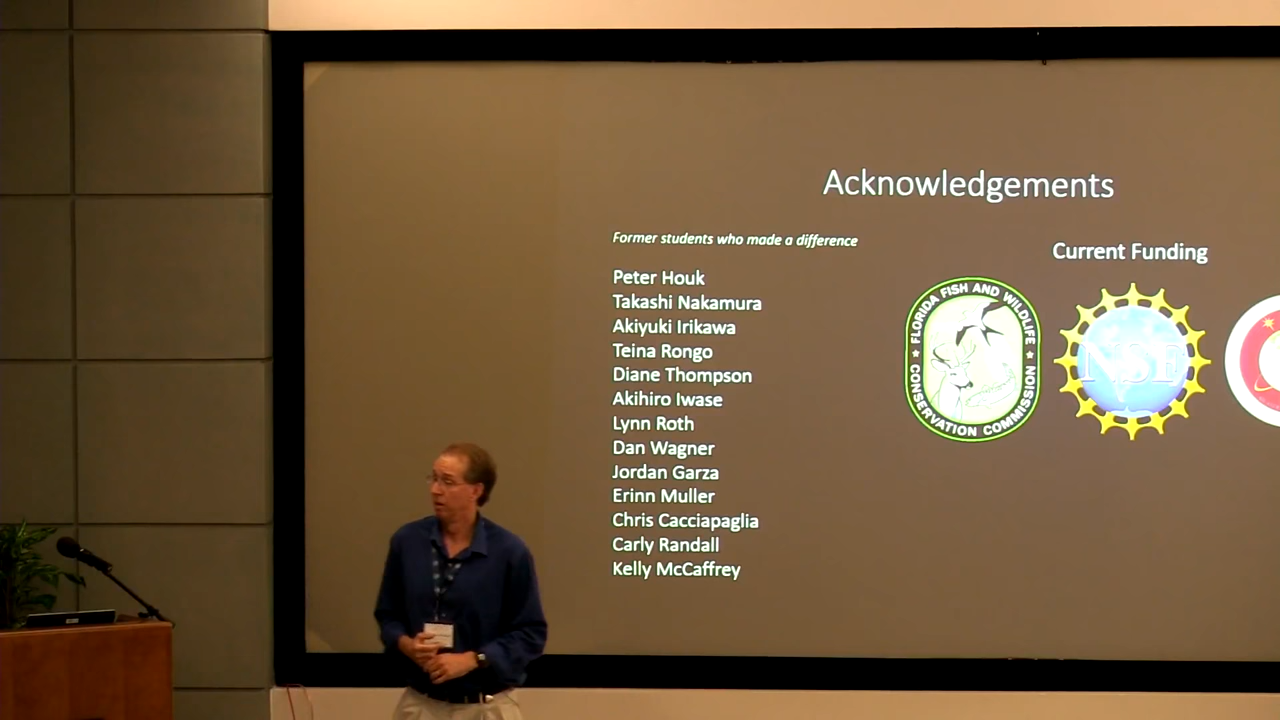 Acknowledgements
Former students who made a difference
Peter Houk
Takashi Nakamura
Akiyuki Irikawa
Teina Rongo
Diane Thompson
Akihiro Iwase
Lynn Roth
Dan Wagner
Jordan Garza
Erinn Muller
Chris Cacciapaglia
Carly Randall
Kelly McCaffrey
Current Funding
FLORIDA FISH AND WILDLIFE
CONSERVATION COMMISSION
NSF